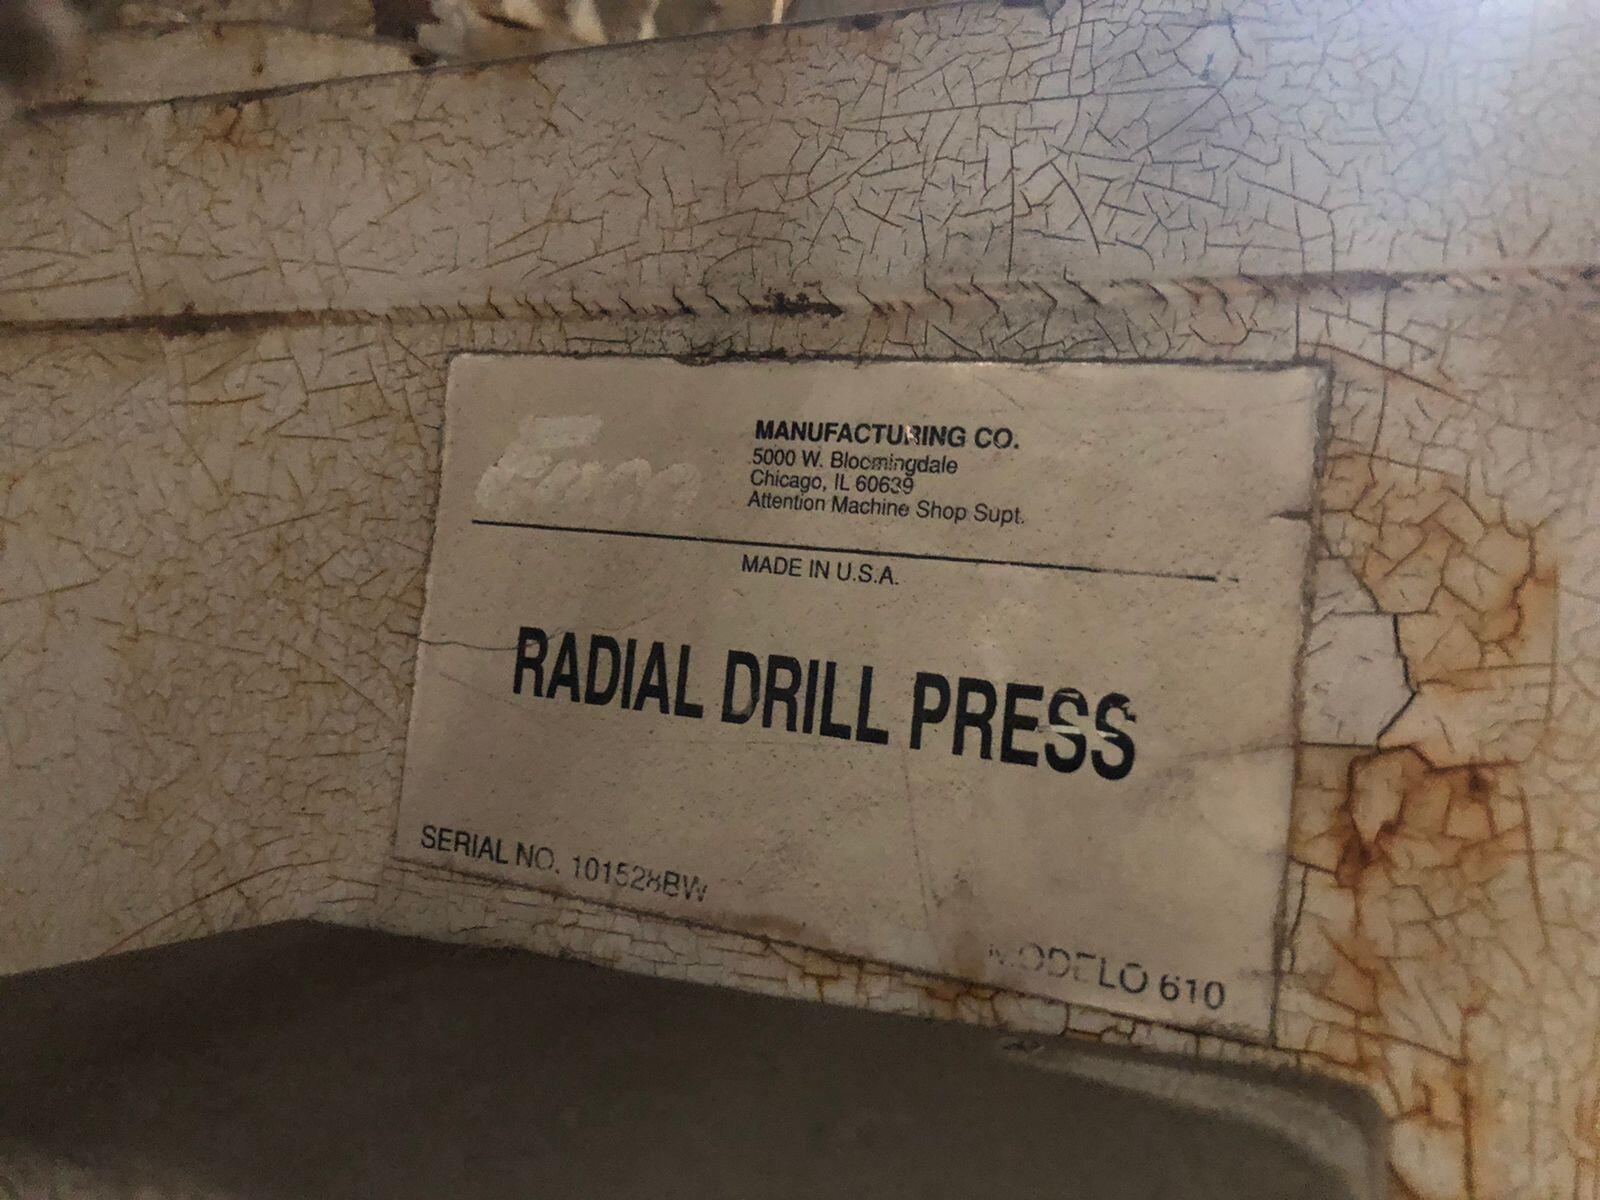 MANUFACTURING CO.
5000 W. Bloomingdale
Chicago, IL 60639
Attention Machine Shop Supt.
MADE IN U.S.A.
RADIAL DRILL PRESS
SERIAL NO. 101528BW
MODELO 610